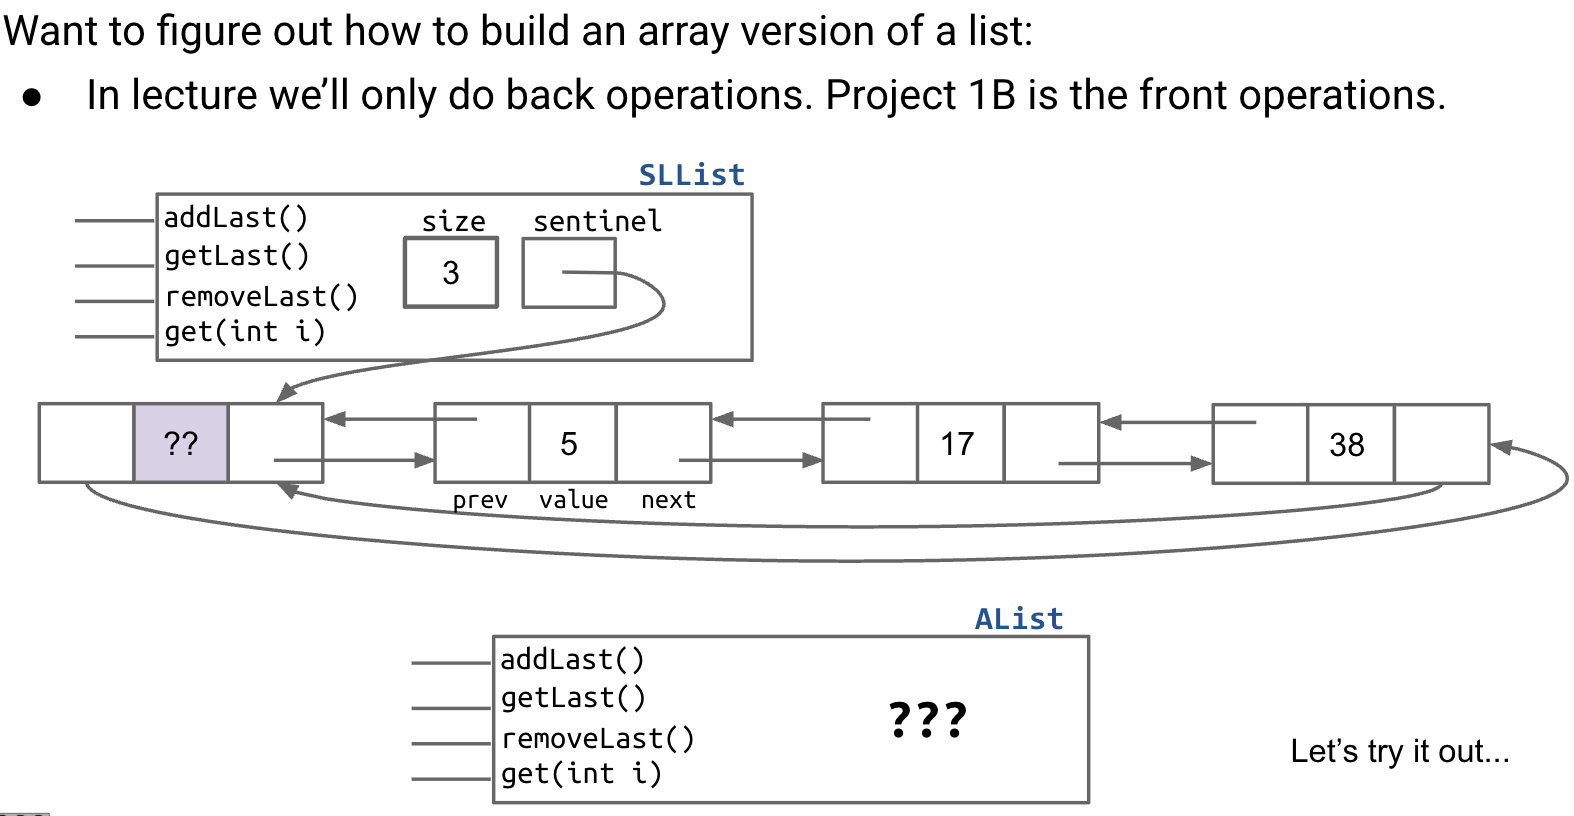 Want to figure out how to build an array version of a list:
● In lecture we’ll only do back operations. Project 1B is the front operations.
SLList
addLast()
getLast()
removeLast()
get(int i)
size
sentinel
3
??
5
17
38
prev value next
AList
addLast()
getLast()
removeLast()
get(int i)
???
Let’s try it out...